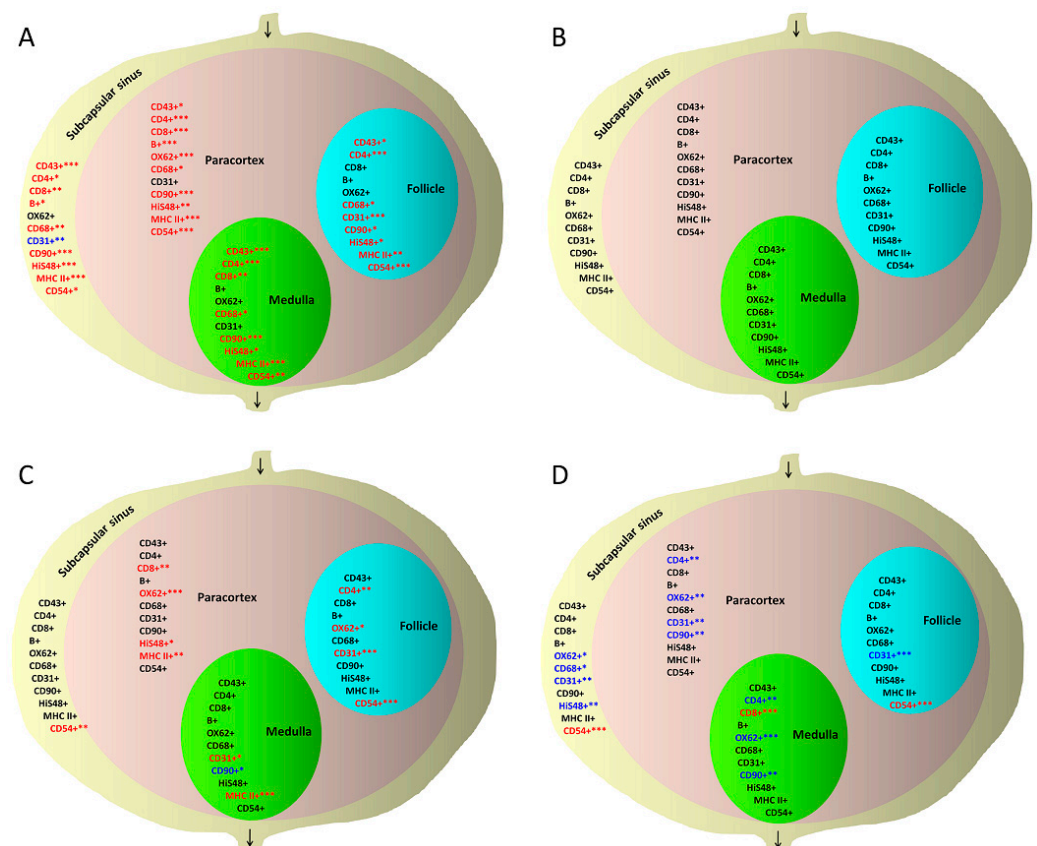 A
Subcapsular sinus
CD43+***
CD4+*
CD8+**
B+*
OX62+
CD68+**
CD31+**
CD90+***
HiS48+***
MHC II+***
CD54+*
CD43+*
CD4+***
CD8+***
B+***
OX62+***
CD68+*
CD31+
CD90+***
HiS48+**
MHC II+***
CD54+***
Paracortex
CD43+*
CD4+***
CD8+
B+
OX62+
CD68+*
CD31+***
CD90+*
HiS48+*
MHC II+**
CD54+***
Follicle
CD43+***
CD4+***
CD8+**
B+
OX62+
CD68+*
CD31+
CD90+***
HiS48+*
MHC II+***
CD54+**
Medulla
B
Subcapsular sinus
CD43+
CD4+
CD8+
B+
OX62+
CD68+
CD31+
CD90+
HiS48+
MHC II+
CD54+
CD43+
CD4+
CD8+
B+
OX62+
CD68+
CD31+
CD90+
HiS48+
MHC II+
CD54+
Paracortex
CD43+
CD4+
CD8+
B+
OX62+
CD68+
CD31+
CD90+
HiS48+
MHC II+
CD54+
Follicle
CD43+
CD4+
CD8+
B+
OX62+
CD68+
CD31+
CD90+
HiS48+
MHC II+
CD54+
Medulla
C
Subcapsular sinus
CD43+
CD4+
CD8+
B+
OX62+
CD68+
CD31+
CD90+
HiS48+
MHC II+
CD54+**
CD43+
CD4+
CD8+**
B+
OX62+***
CD68+
CD31+
CD90+
HiS48+*
MHC II+**
CD54+
Paracortex
CD43+
CD4+**
CD8+
B+
OX62+*
CD68+
CD31+***
CD90+
HiS48+
MHC II+
CD54+***
Follicle
CD43+
CD4+
CD8+
B+
OX62+
CD68+
CD31+*
CD90+*
HiS48+
MHC II+***
CD54+
Medulla
D
Subcapsular sinus
CD43+
CD4+
CD8+
B+
OX62+*
CD68+*
CD31+**
CD90+
HiS48+**
MHC II+
CD54+***
CD43+
CD4+**
CD8+
B+
OX62+**
CD68+
CD31+**
CD90+**
HiS48+
MHC II+
CD54+
Paracortex
CD43+
CD4+
CD8+
B+
OX62+
CD68+
CD31+***
CD90+
HiS48+
MHC II+
CD54+***
Follicle
CD43+
CD4+**
CD8+***
B+
OX62+***
CD68+
CD31+
CD90+**
HiS48+
MHC II+
CD54+
Medulla